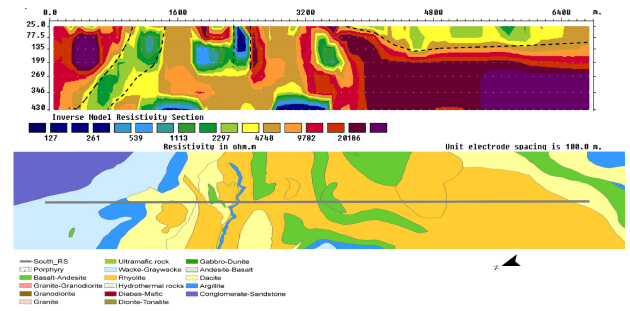 0.0 1600 3200 4800 6400 m.
25.0
77.5
135
199
269
346
430
Inverse Model Resistivity Section
127 261 539 1113 2297 4740 9782 20186
Resistivity in ohm.m Unit electrode spacing is 100.0 m.
South_RS Ultramafic rock Gabbro-Dunite
Porphyry Wacke-Graywacke Andesite-Basalt
Basalt-Andesite Rhyolite Dacite
Granite-Granodiorite Hydrothermal rocks Argillite
Granodiorite Diabas-Mafic Conglomerate-Sandstone
Granite Diorite-Tonalite
N